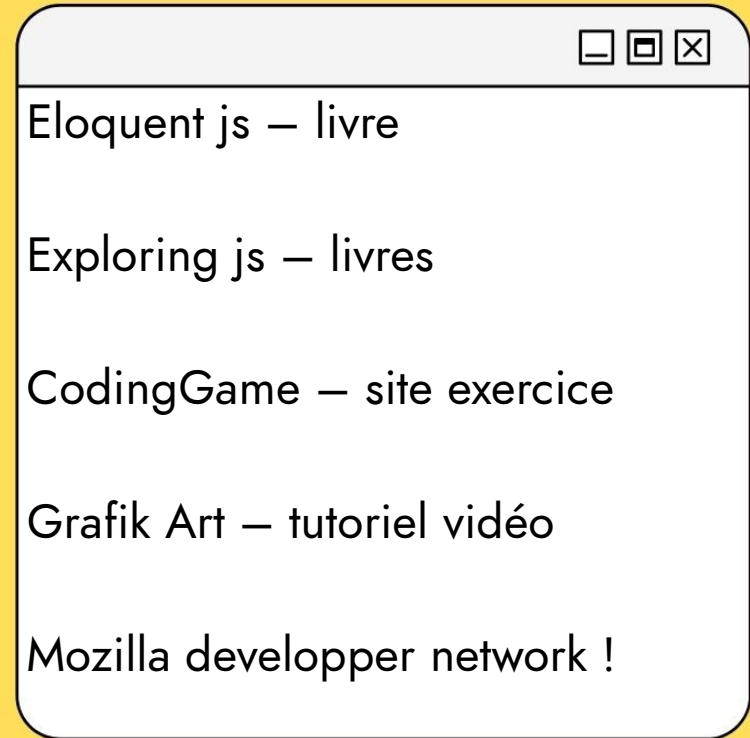 Eloquent js – livre
Exploring js – livres
CodingGame – site exercice
Grafik Art – tutoriel vidéo
Mozilla developper network !